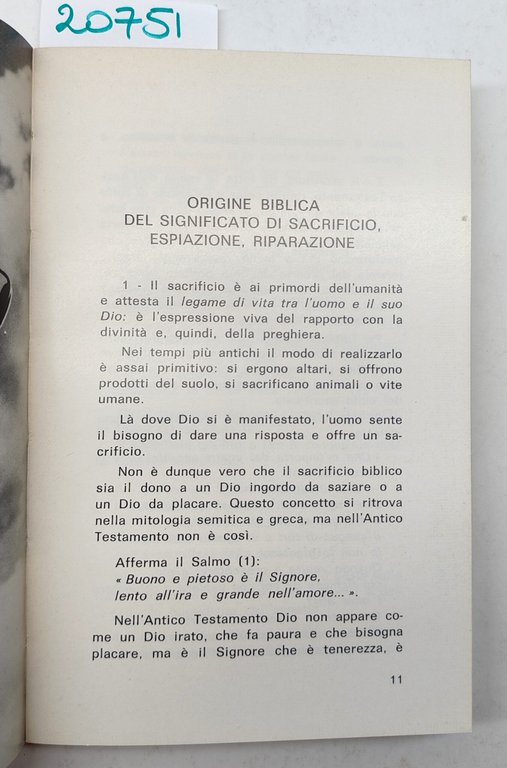 20751
ORIGINE BIBLICA
DEL SIGNIFICATO DI SACRIFICIO,
ESPIAZIONE, RIPARAZIONE
1 - Il sacrificio è ai primordi dell'umanità
e attesta il legame di vita tra l'uomo e il suo
Dio: è l'espressione viva del rapporto con la
divinità e, quindi, della preghiera.
Nei tempi più antichi il modo di realizzarlo
è assai primitivo: si ergono altari, si offrono
prodotti del suolo, si sacrificano animali o vite
umane.
Là dove Dio si è manifestato, l'uomo sente
il bisogno di dare una risposta e offre un sa-
crificio.
Non è dunque vero che il sacrificio biblico
sia il dono a un Dio ingordo da saziare o a
un Dio da placare. Questo concetto si ritrova
nella mitologia semitica e greca, ma nell'Antico
Testamento non è così.
Afferma il Salmo (1):
« Buono e pietoso è il Signore,
lento all'ira e grande nell'amore... ».
Nell'Antico Testamento Dio non appare co-
me un Dio irato, che fa paura e che bisogna
placare, ma è il Signore che è tenerezza, è
11